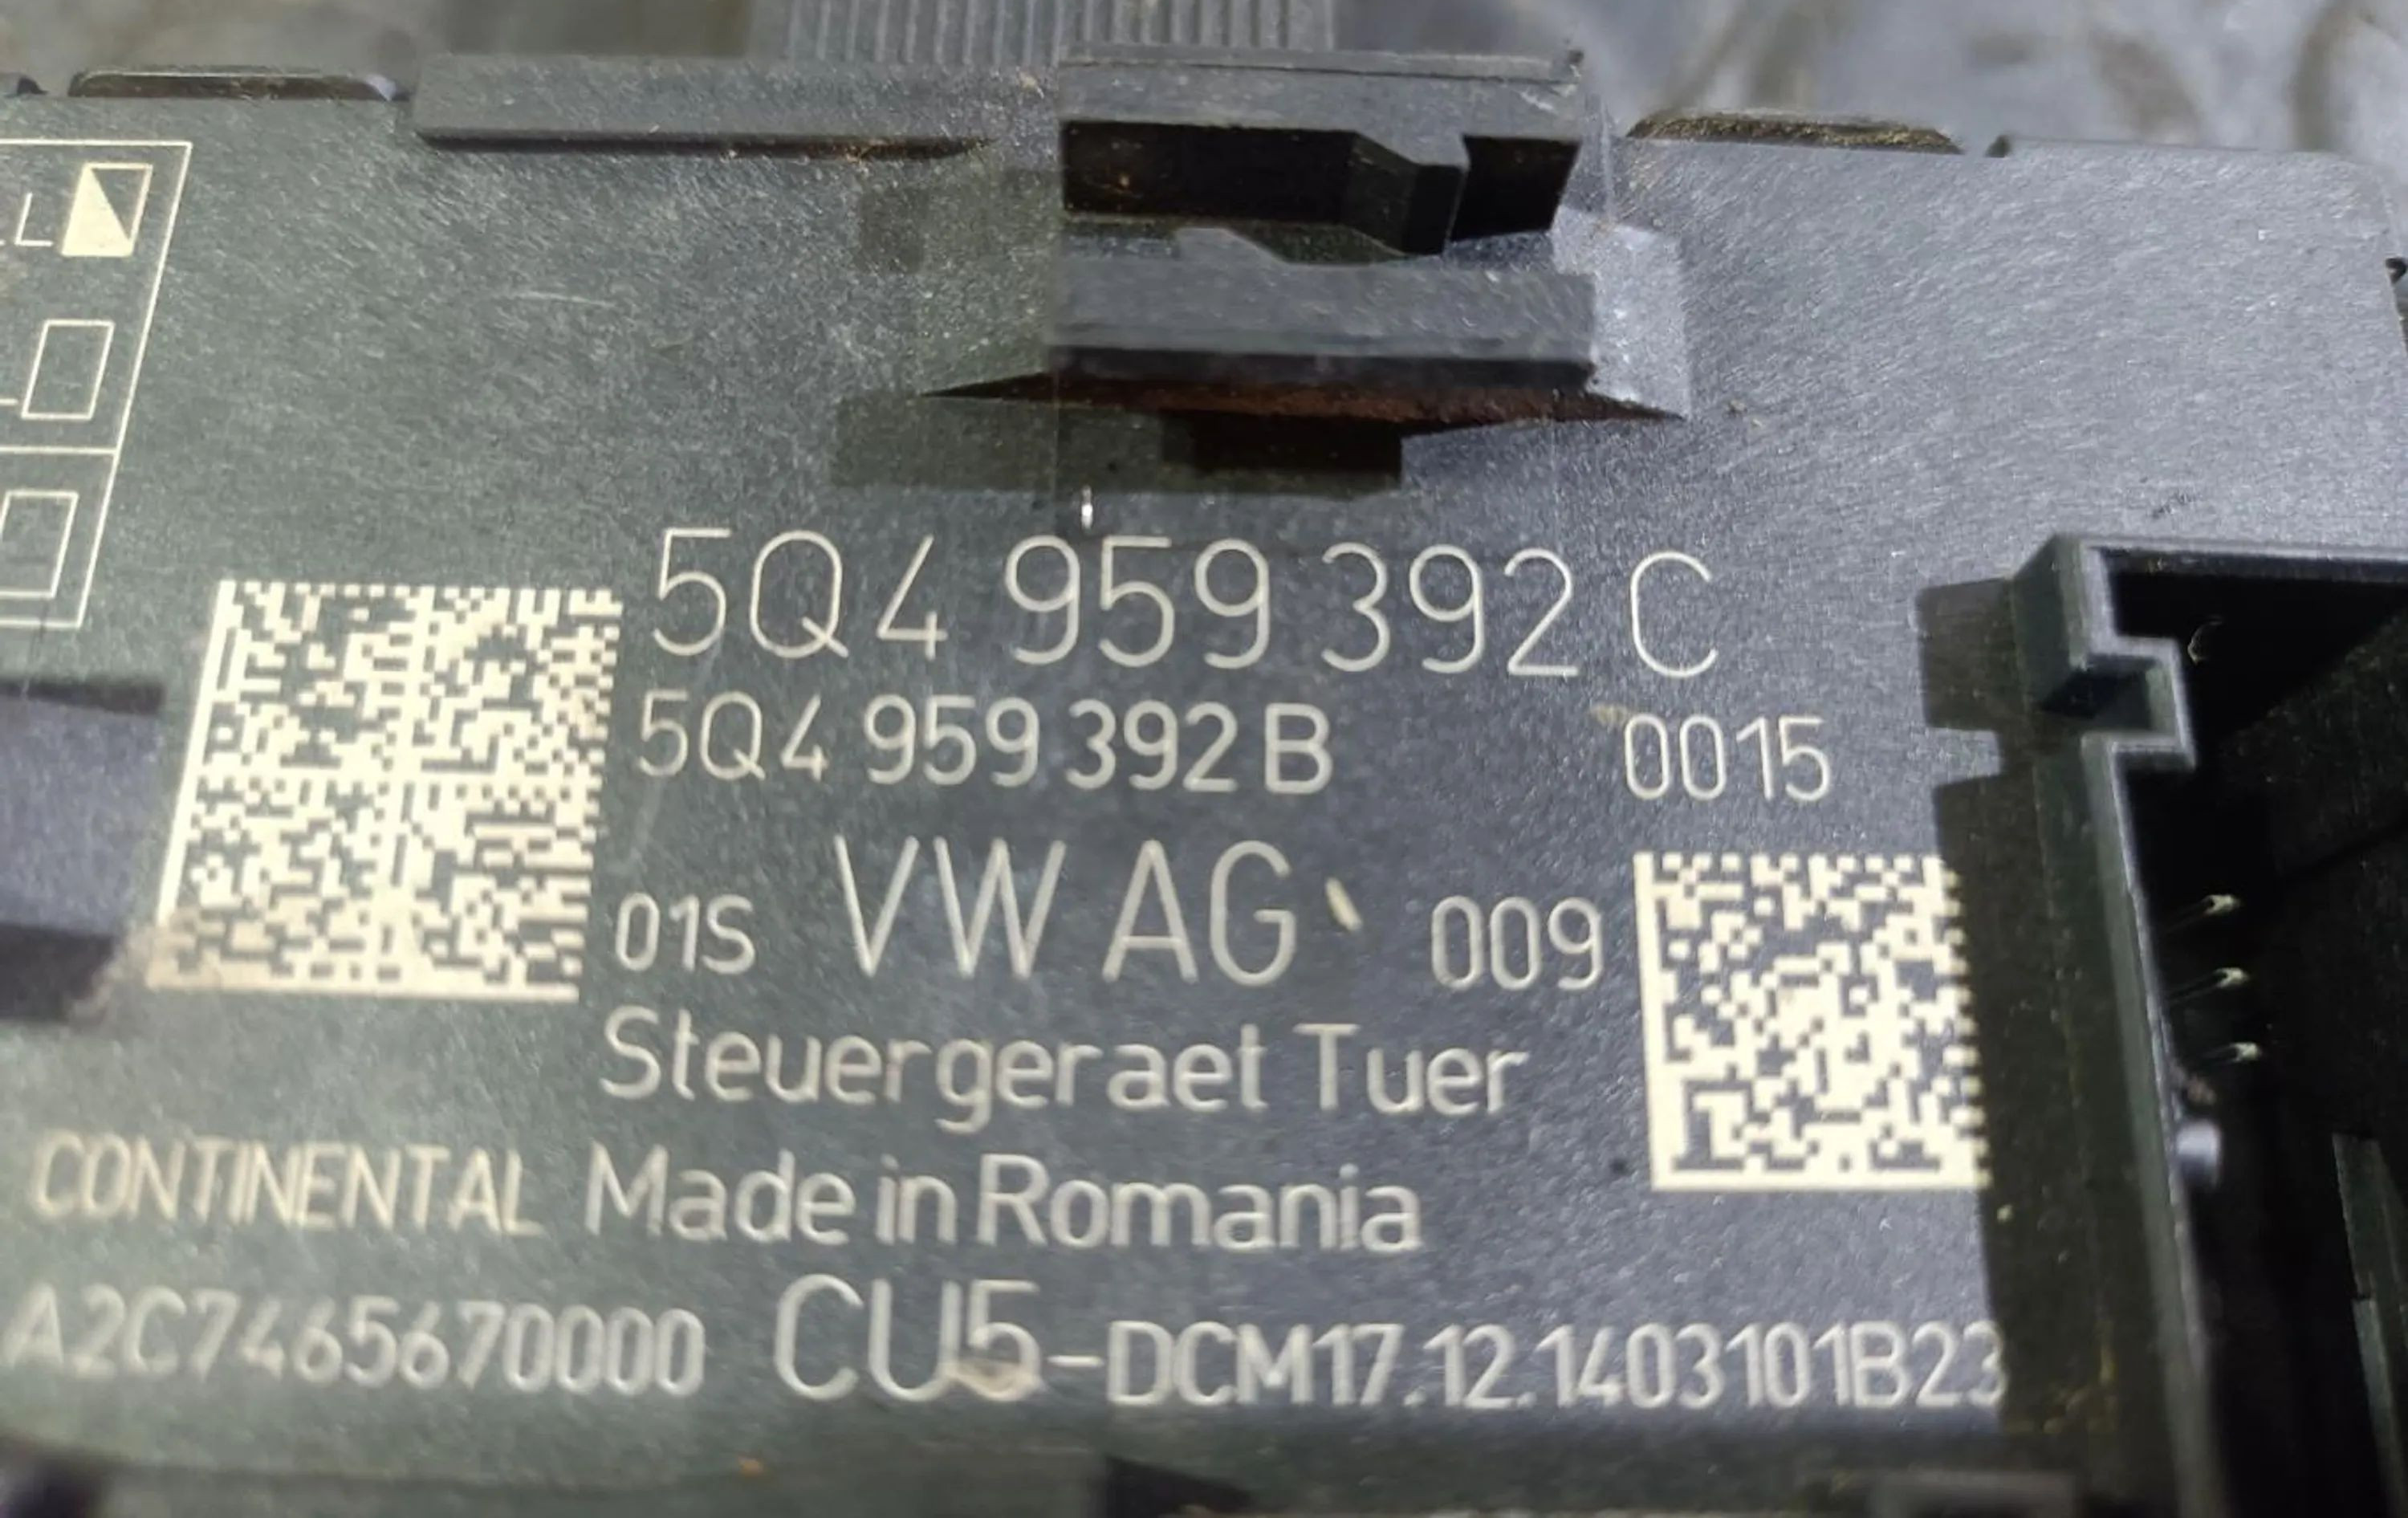 5Q4 959 392 C
5Q4 959 392 B 0015
01S VW AG 009
Steuergeraet Tuer
CONTINENTAL Made in Romania
A2C7465670000 CU5-DCM17.12.1403101B23